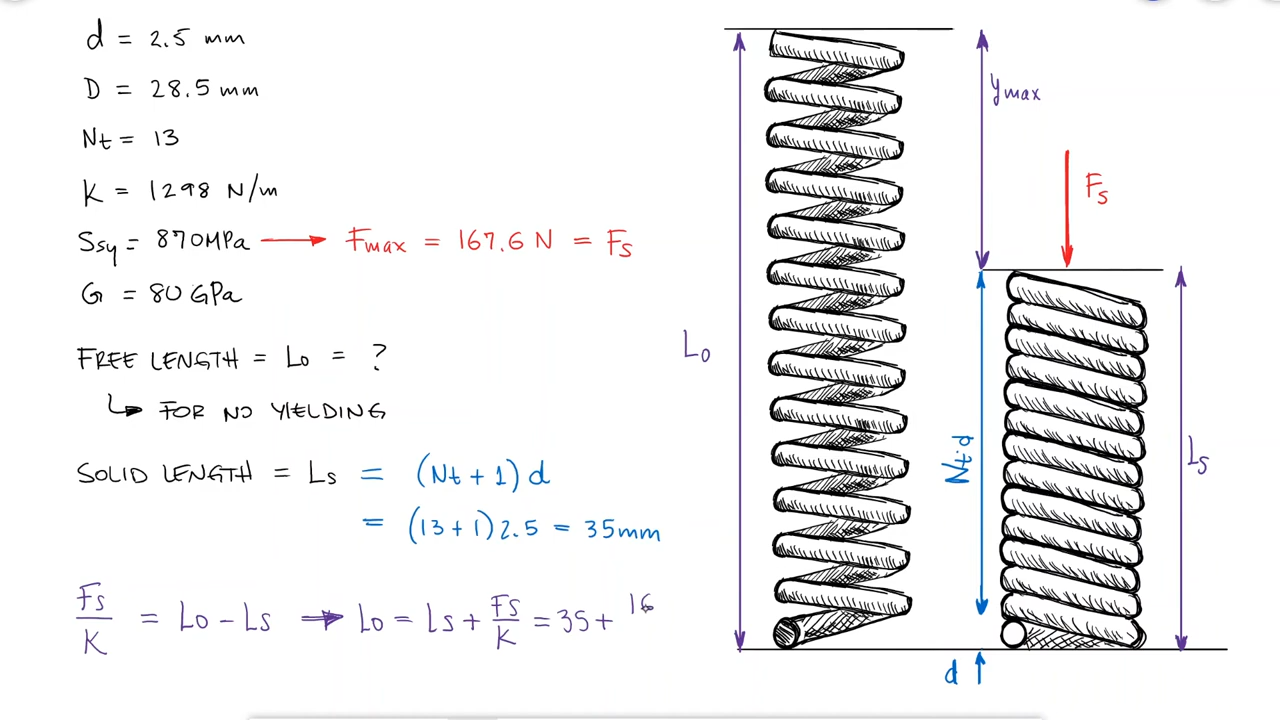 d = 2.5 mm
D = 28.5 mm
Nt = 13
K = 1298 N/m
Ssy = 870MPa → Fmax = 167.6 N = Fs
G = 80 GPa
FREE LENGTH = Lo = ?
↳ FOR NO YIELDING
SOLID LENGTH = Ls = (Nt + 1) d
= (13 + 1) 2.5 = 35mm
Fs/K = Lo - Ls → Lo = Ls + Fs/K = 35 + 16
Lo
ymax
Fs
Nt·d
Ls
d